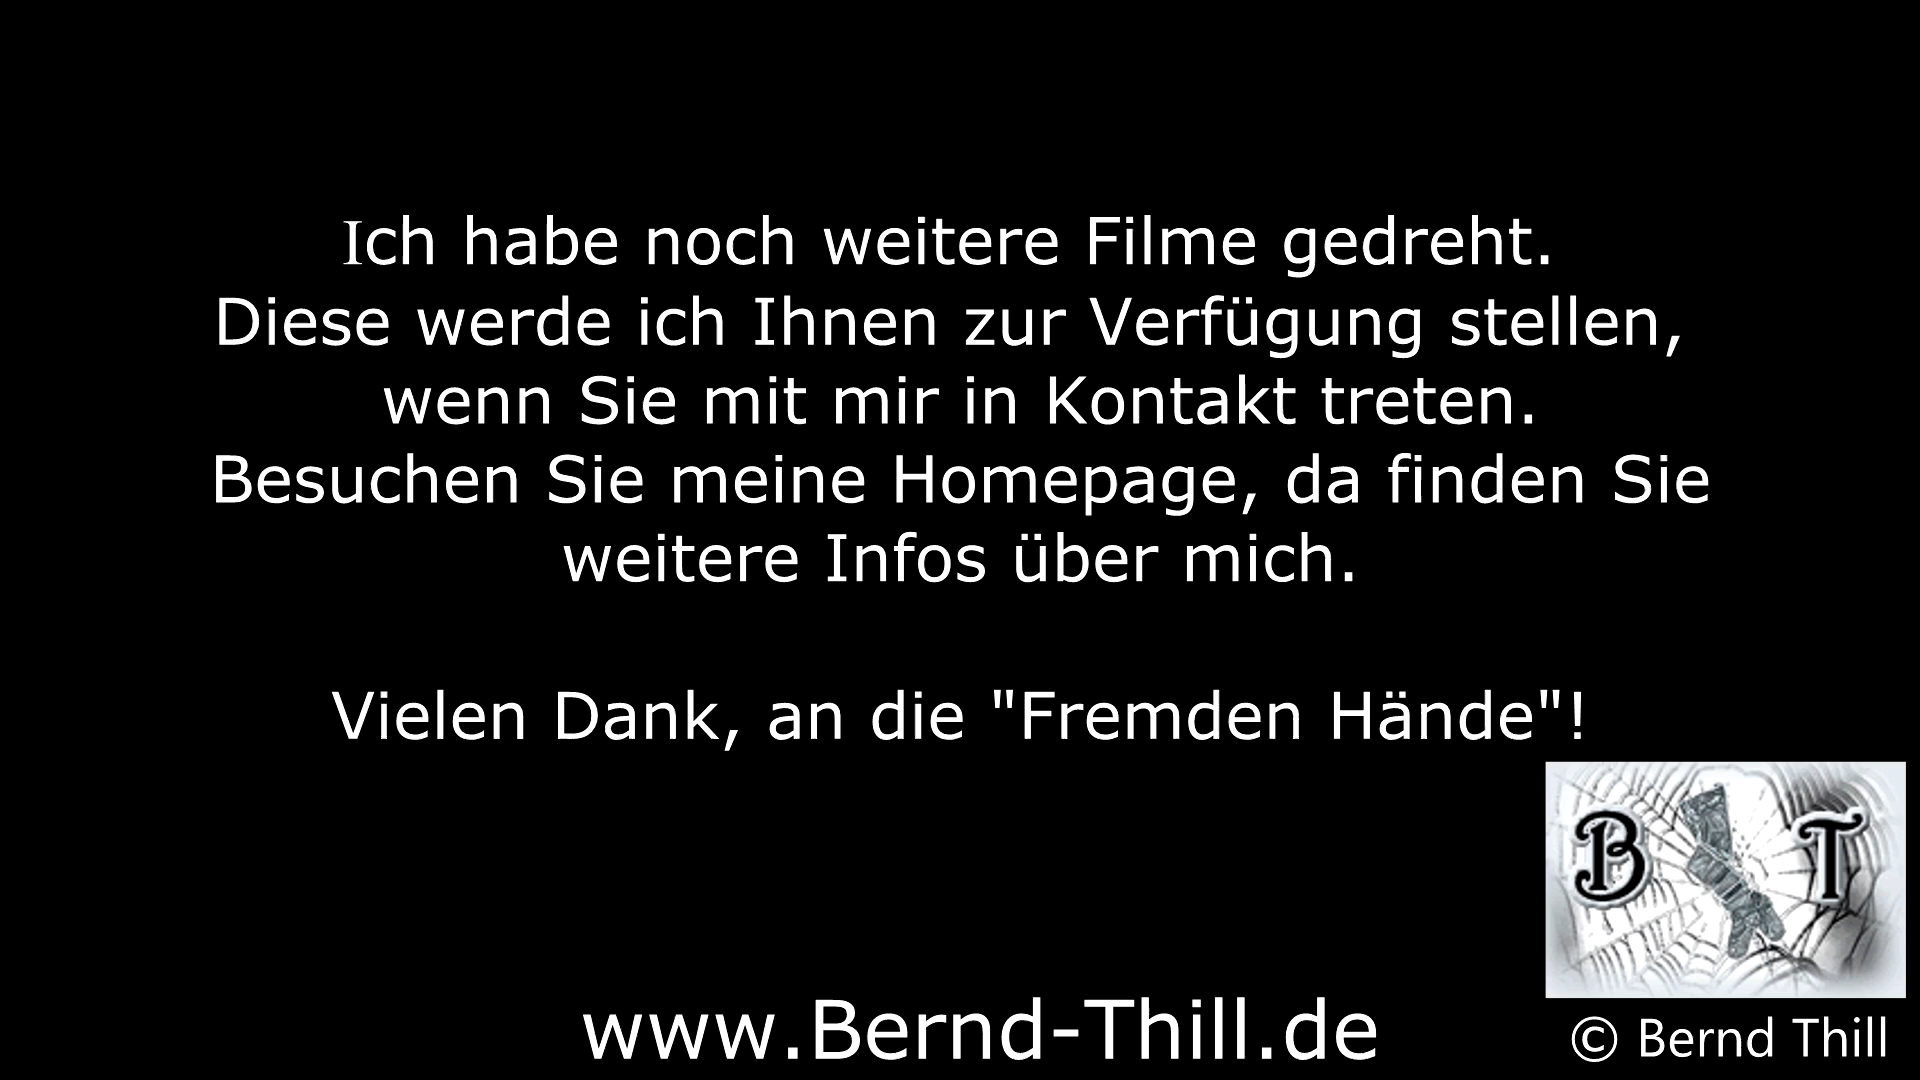 Ich habe noch weitere Filme gedreht.
Diese werde ich Ihnen zur Verfügung stellen,
wenn Sie mit mir in Kontakt treten.
Besuchen Sie meine Homepage, da finden Sie
weitere Infos über mich.
Vielen Dank, an die "Fremden Hände"!
B T
www.Bernd-Thill.de
© Bernd Thill